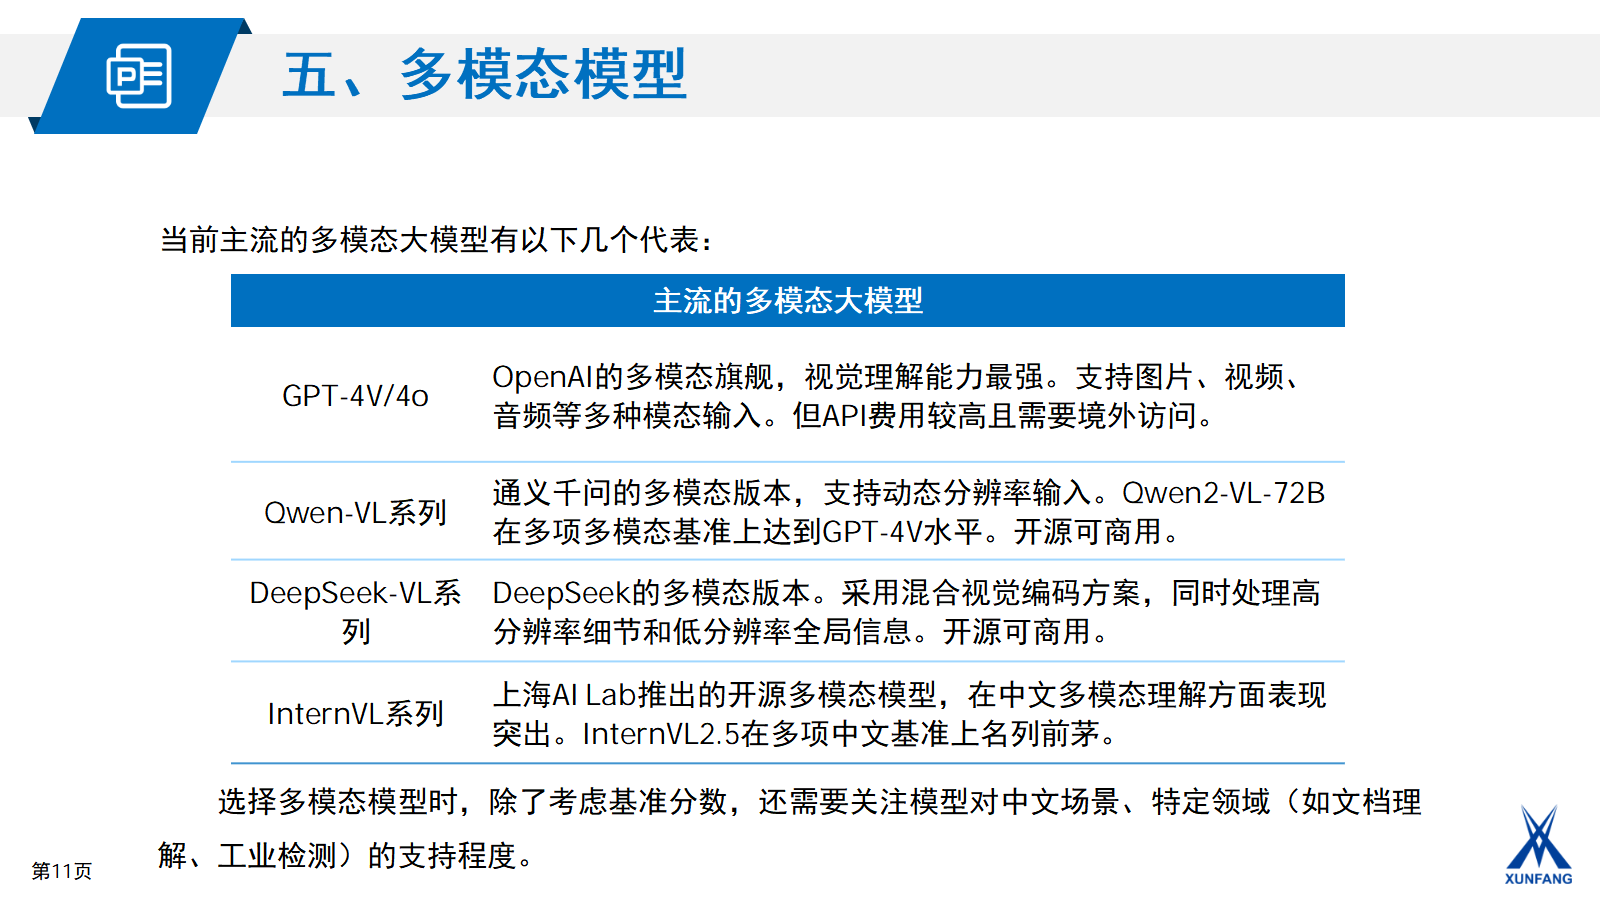 五、多模态模型
当前主流的多模态大模型有以下几个代表：
主流的多模态大模型
GPT-4V/4o
OpenAI的多模态旗舰，视觉理解能力最强。支持图片、视频、
音频等多种模态输入。但API费用较高且需要境外访问。
Qwen-VL系列
通义千问的多模态版本，支持动态分辨率输入。Qwen2-VL-72B
在多项多模态基准上达到GPT-4V水平。开源可商用。
DeepSeek-VL系
列
DeepSeek的多模态版本。采用混合视觉编码方案，同时处理高
分辨率细节和低分辨率全局信息。开源可商用。
InternVL系列
上海AI Lab推出的开源多模态模型，在中文多模态理解方面表现
突出。InternVL2.5在多项中文基准上名列前茅。
选择多模态模型时，除了考虑基准分数，还需要关注模型对中文场景、特定领域（如文档理
解、工业检测）的支持程度。
第11页
XUNFANG